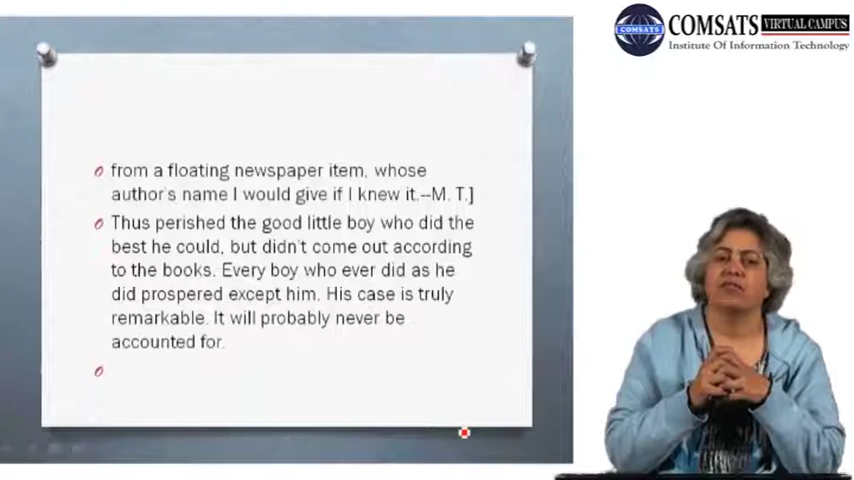 COMSATS VIRTUAL CAMPUS
Institute Of Information Technology
COMSATS
from a floating newspaper item, whose
author's name I would give if I knew it.--M. T.]
Thus perished the good little boy who did the
best he could, but didn't come out according
to the books. Every boy who ever did as he
did prospered except him. His case is truly
remarkable. It will probably never be
accounted for.